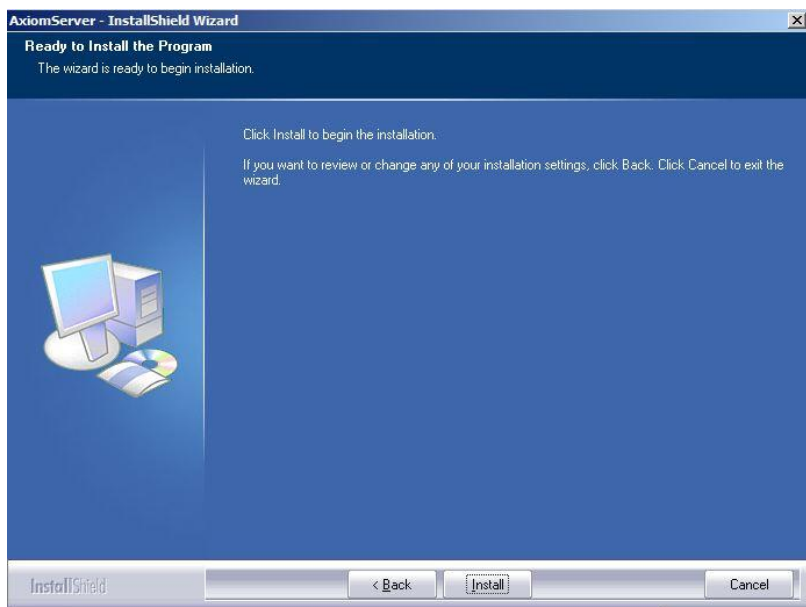 AxiomServer - InstallShield Wizard
Ready to Install the Program
The wizard is ready to begin installation.
Click Install to begin the installation.
If you want to review or change any of your installation settings, click Back. Click Cancel to exit the
wizard.
InstallShield
< Back
Install
Cancel